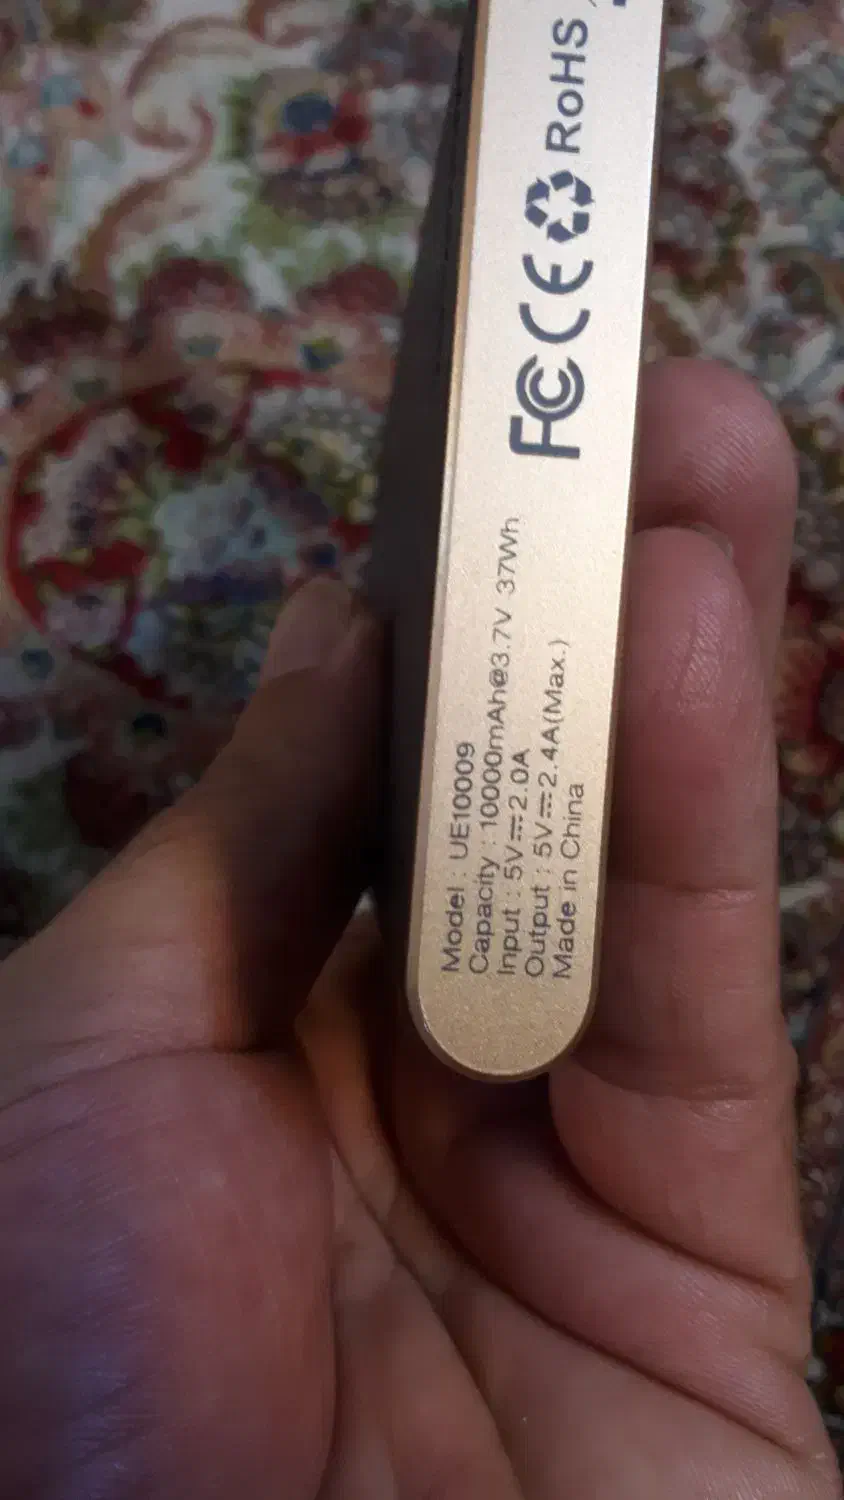 Model : UE10009
Capacity : 10000mAh@3.7V 37Wh
Input : 5V⎓2.0A
Output : 5V⎓2.4A(Max.)
Made in China
FC CE RoHS